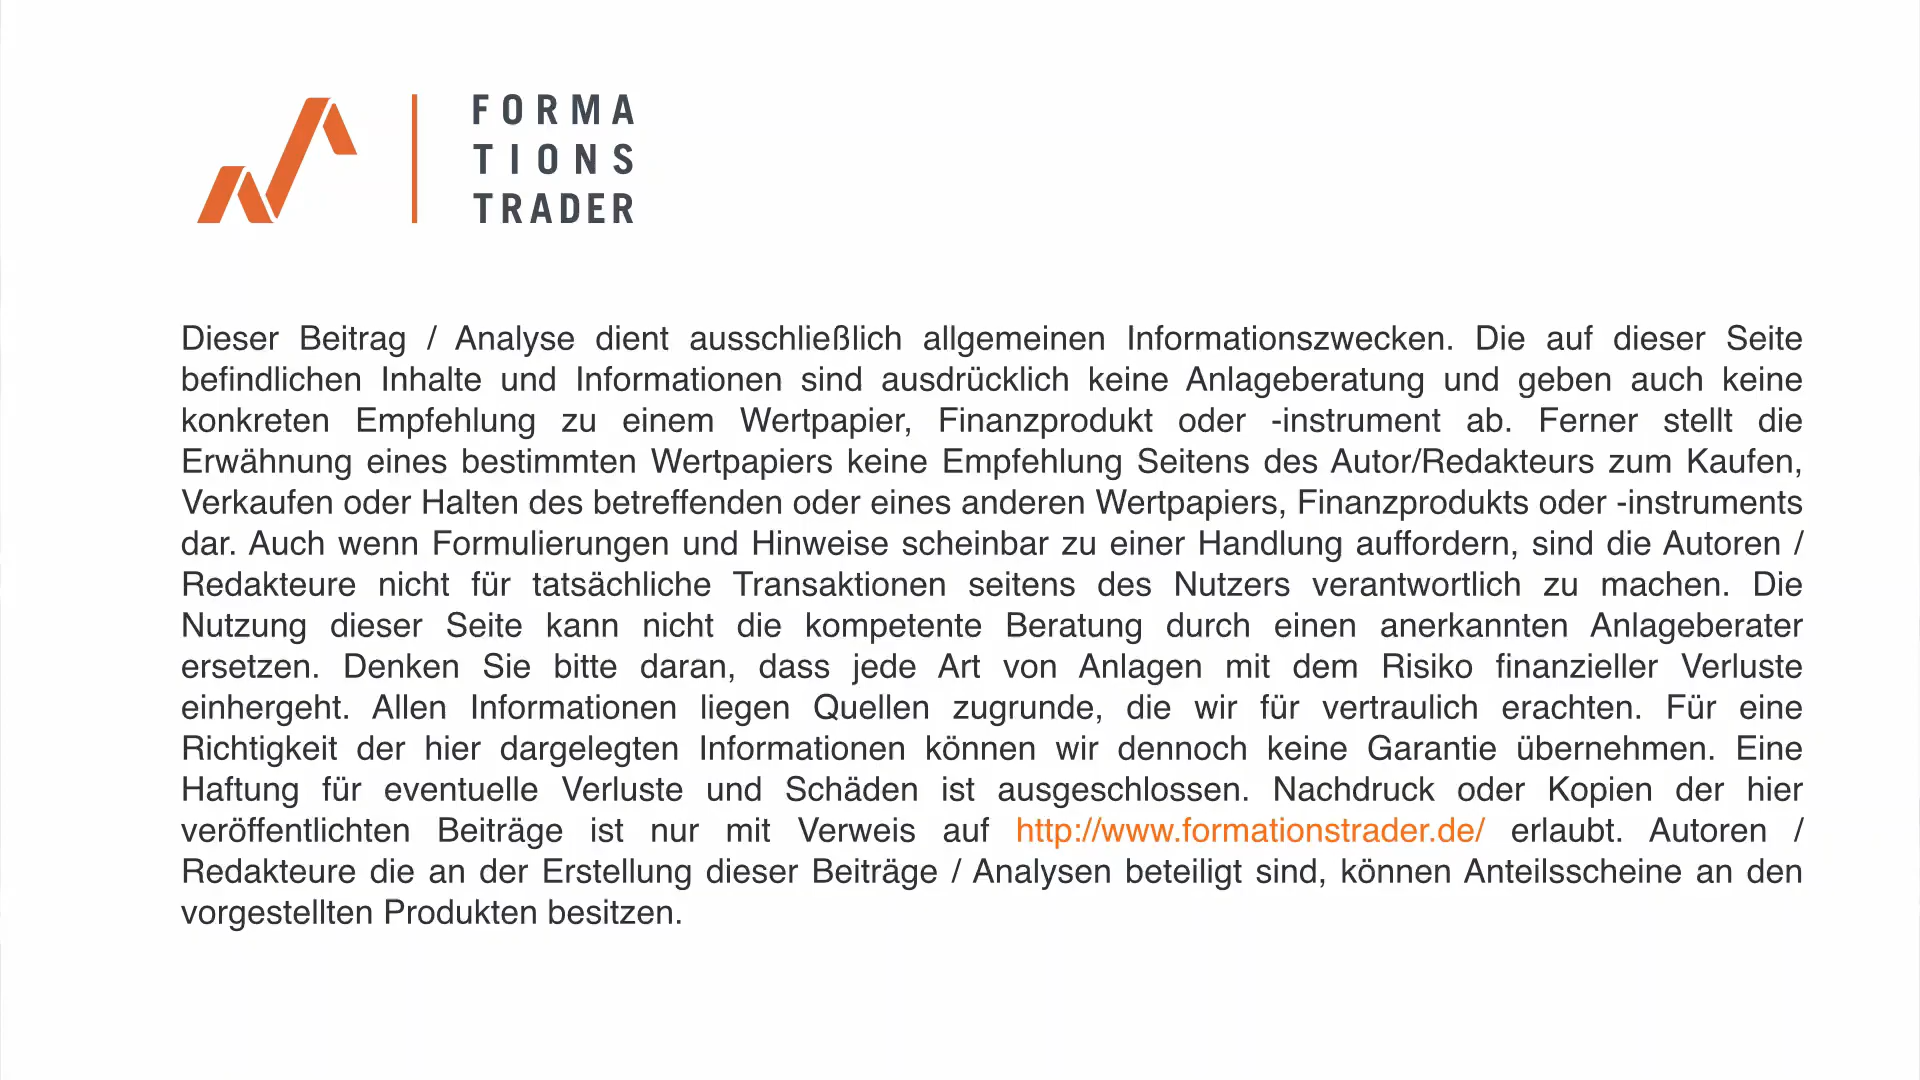 FORMA
TIONS
TRADER
Dieser Beitrag / Analyse dient ausschließlich allgemeinen Informationszwecken. Die auf dieser Seite
befindlichen Inhalte und Informationen sind ausdrücklich keine Anlageberatung und geben auch keine
konkreten Empfehlung zu einem Wertpapier, Finanzprodukt oder -instrument ab. Ferner stellt die
Erwähnung eines bestimmten Wertpapiers keine Empfehlung Seitens des Autor/Redakteurs zum Kaufen,
Verkaufen oder Halten des betreffenden oder eines anderen Wertpapiers, Finanzprodukts oder -instruments
dar. Auch wenn Formulierungen und Hinweise scheinbar zu einer Handlung auffordern, sind die Autoren /
Redakteure nicht für tatsächliche Transaktionen seitens des Nutzers verantwortlich zu machen. Die
Nutzung dieser Seite kann nicht die kompetente Beratung durch einen anerkannten Anlageberater
ersetzen. Denken Sie bitte daran, dass jede Art von Anlagen mit dem Risiko finanzieller Verluste
einhergeht. Allen Informationen liegen Quellen zugrunde, die wir für vertraulich erachten. Für eine
Richtigkeit der hier dargelegten Informationen können wir dennoch keine Garantie übernehmen. Eine
Haftung für eventuelle Verluste und Schäden ist ausgeschlossen. Nachdruck oder Kopien der hier
veröffentlichten Beiträge ist nur mit Verweis auf http://www.formationstrader.de/ erlaubt. Autoren /
Redakteure die an der Erstellung dieser Beiträge / Analysen beteiligt sind, können Anteilsscheine an den
vorgestellten Produkten besitzen.